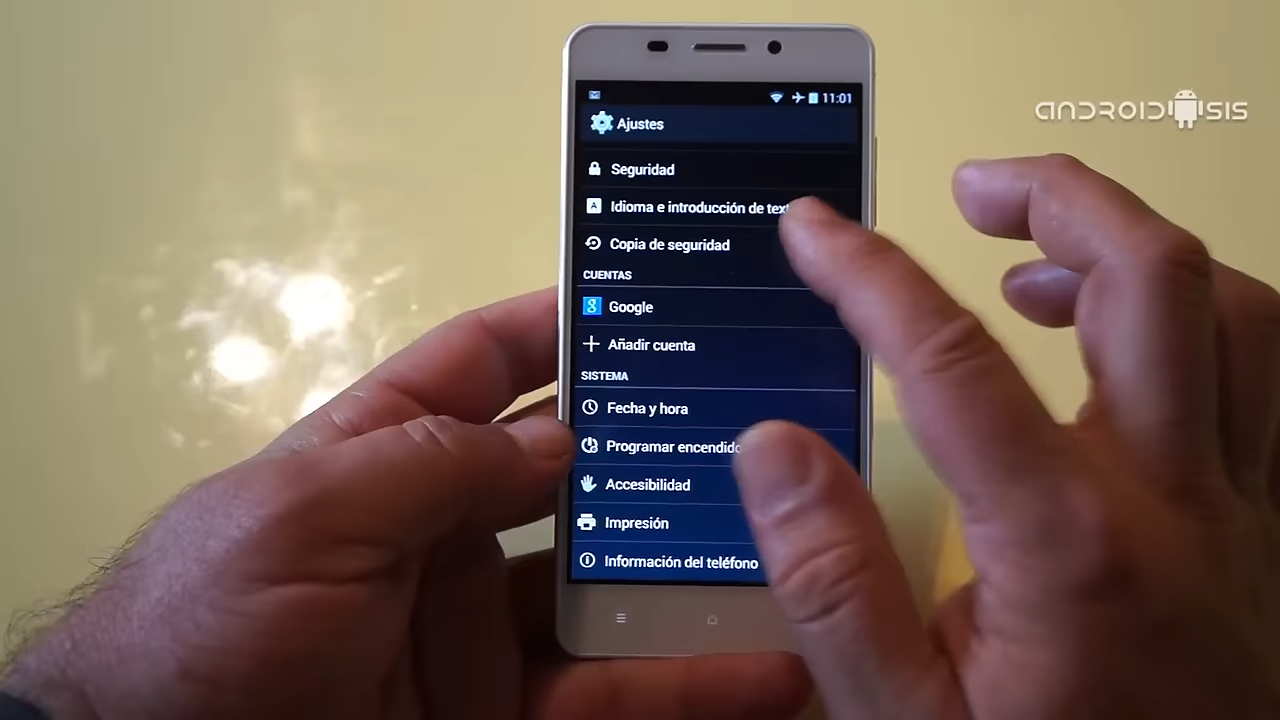 ANDROIDSIS
11:01
Ajustes
Seguridad
A Idioma e introducción de
Copia de seguridad
CUENTAS
8 Google
Añadir cuenta
SISTEMA
Fecha y hora
Programar encendido
Accesibilidad
Impresión
Información del teléfono